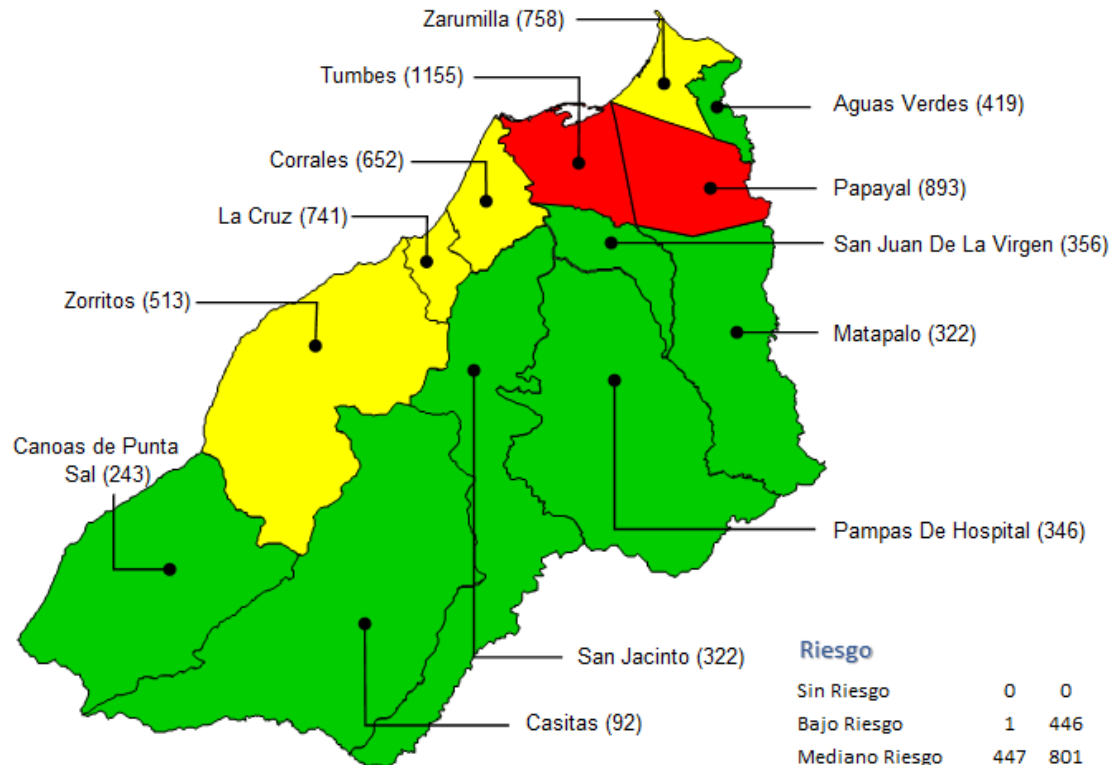 Zarumilla (758)
Tumbes (1155)
Aguas Verdes (419)
Corrales (652)
Papayal (893)
La Cruz (741)
San Juan De La Virgen (356)
Zorritos (513)
Matapalo (322)
Canoas de Punta
Sal (243)
Pampas De Hospital (346)
San Jacinto (322)
Casitas (92)
Riesgo
Sin Riesgo 0 0
Bajo Riesgo 1 446
Mediano Riesgo 447 801